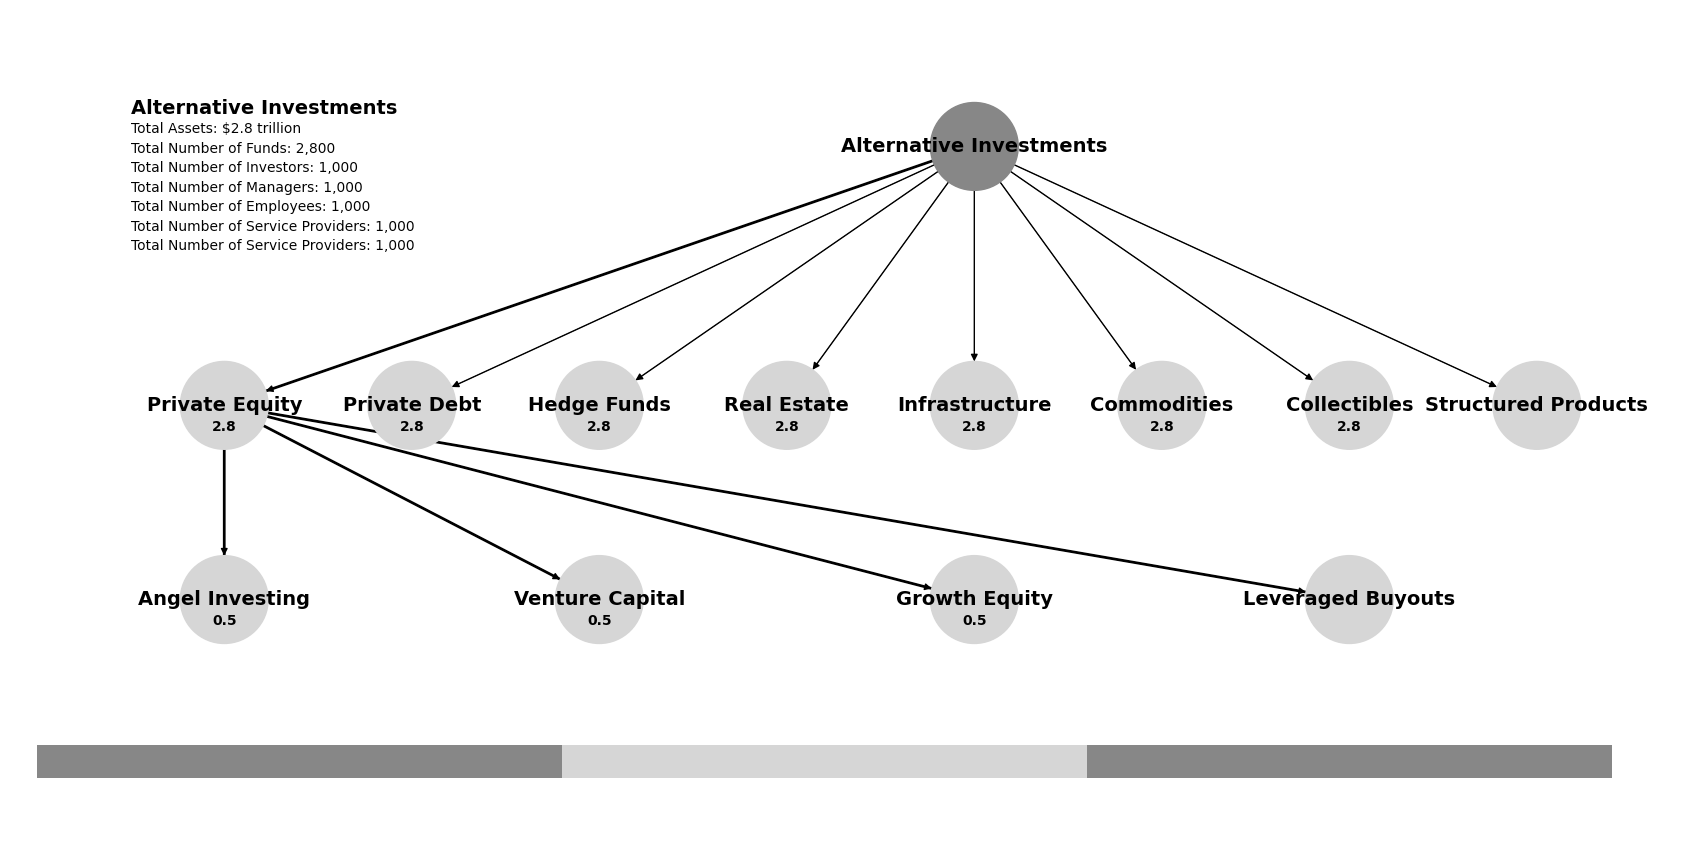 Alternative Investments
Total Assets: $2.8 trillion
Total Number of Funds: 2,800
Total Number of Investors: 1,000
Total Number of Managers: 1,000
Total Number of Employees: 1,000
Total Number of Service Providers: 1,000
Total Number of Service Providers: 1,000
Alternative Investments
Private Equity
2.8
Private Debt
2.8
Hedge Funds
2.8
Real Estate
2.8
Infrastructure
2.8
Commodities
2.8
Collectibles
2.8
Structured Products
Angel Investing
0.5
Venture Capital
0.5
Growth Equity
0.5
Leveraged Buyouts